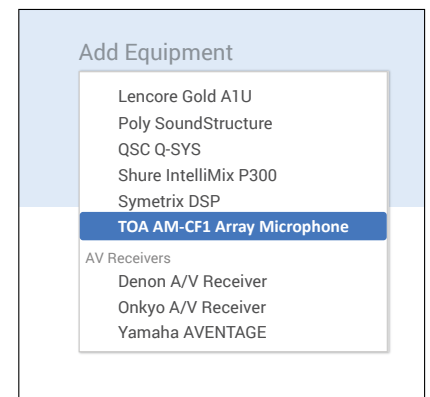 Add Equipment
Lencore Gold A1U
Poly SoundStructure
QSC Q-SYS
Shure IntelliMix P300
Symetrix DSP
TOA AM-CF1 Array Microphone
AV Receivers
Denon A/V Receiver
Onkyo A/V Receiver
Yamaha AVENTAGE